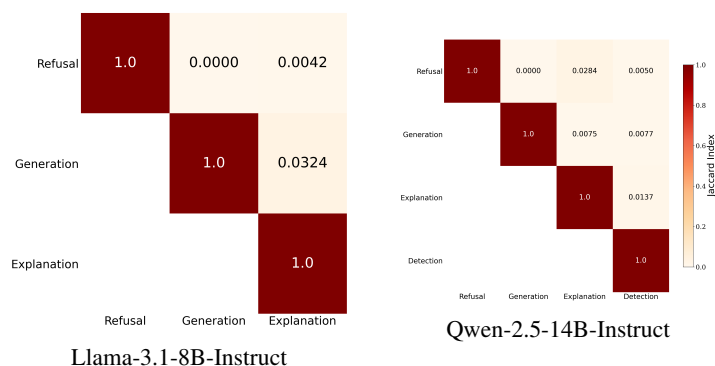 Refusal
1.0
0.0000
0.0042
Generation
1.0
0.0324
Explanation
1.0
Refusal Generation Explanation
Llama-3.1-8B-Instruct
Refusal
1.0
0.0000
0.0284
0.0050
Generation
1.0
0.0075
0.0077
Explanation
1.0
0.0137
Detection
1.0
Refusal Generation Explanation Detection
1.0
0.8
0.6
0.4
0.2
0.0
Jaccard Index
Qwen-2.5-14B-Instruct